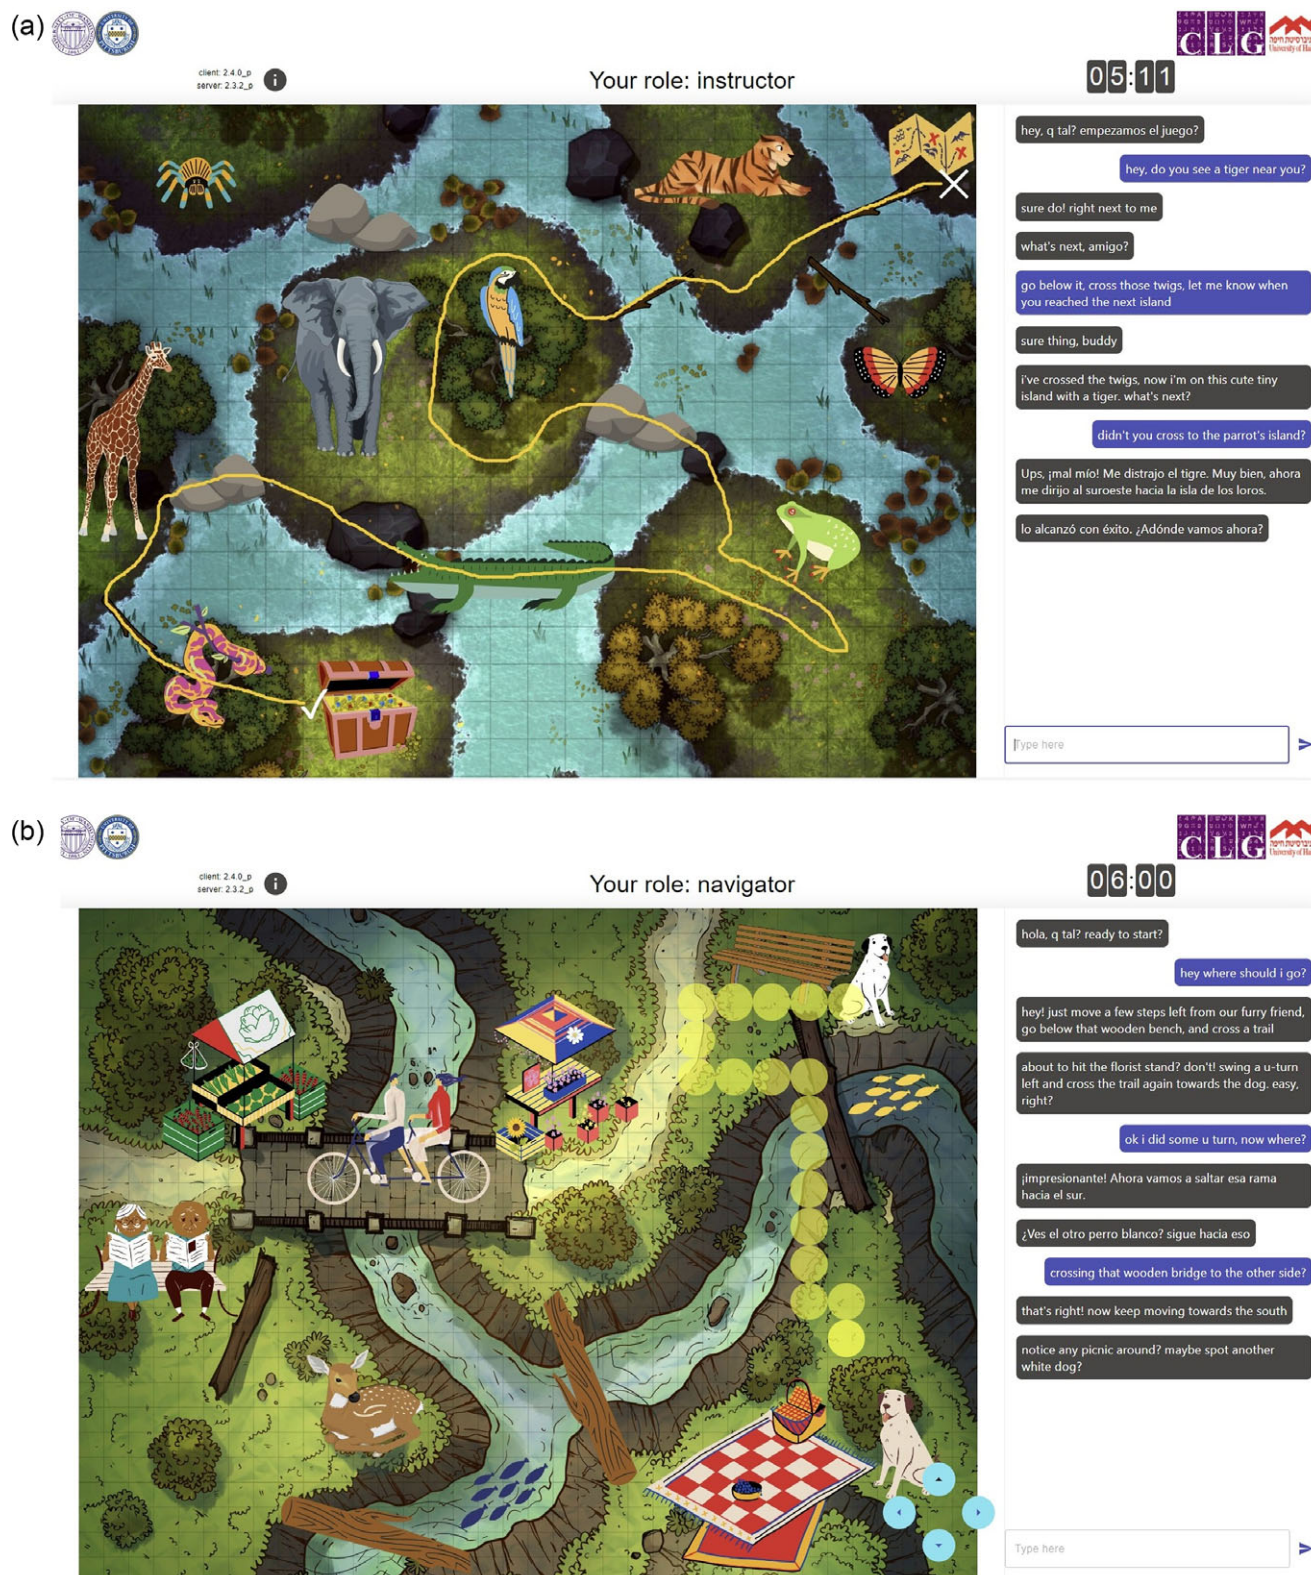 (a)
CLG
University of Ha
client: 2.4.0_p
server: 2.3.2_p
i
Your role: instructor
05:11
hey, q tal? empezamos el juego?
hey, do you see a tiger near you?
sure do! right next to me
what's next, amigo?
go below it, cross those twigs, let me know when
you reached the next island
sure thing, buddy
i've crossed the twigs, now i'm on this cute tiny
island with a tiger. what's next?
didn't you cross to the parrot's island?
Ups, ¡mal mío! Me distrajo el tigre. Muy bien, ahora
me dirijo al suroeste hacia la isla de los loros.
lo alcanzó con éxito. ¿Adónde vamos ahora?
Type here
(b)
CLG
University of Ha
client: 2.4.0_p
server: 2.3.2_p
i
Your role: navigator
06:00
hola, q tal? ready to start?
hey where should i go?
hey! just move a few steps left from our furry friend,
go below that wooden bench, and cross a trail
about to hit the florist stand? don't! swing a u-turn
left and cross the trail again towards the dog. easy,
right?
ok i did some u turn, now where?
¡impresionante! Ahora vamos a saltar esa rama
hacia el sur.
¿Ves el otro perro blanco? sigue hacia eso
crossing that wooden bridge to the other side?
that's right! now keep moving towards the south
notice any picnic around? maybe spot another
white dog?
Type here